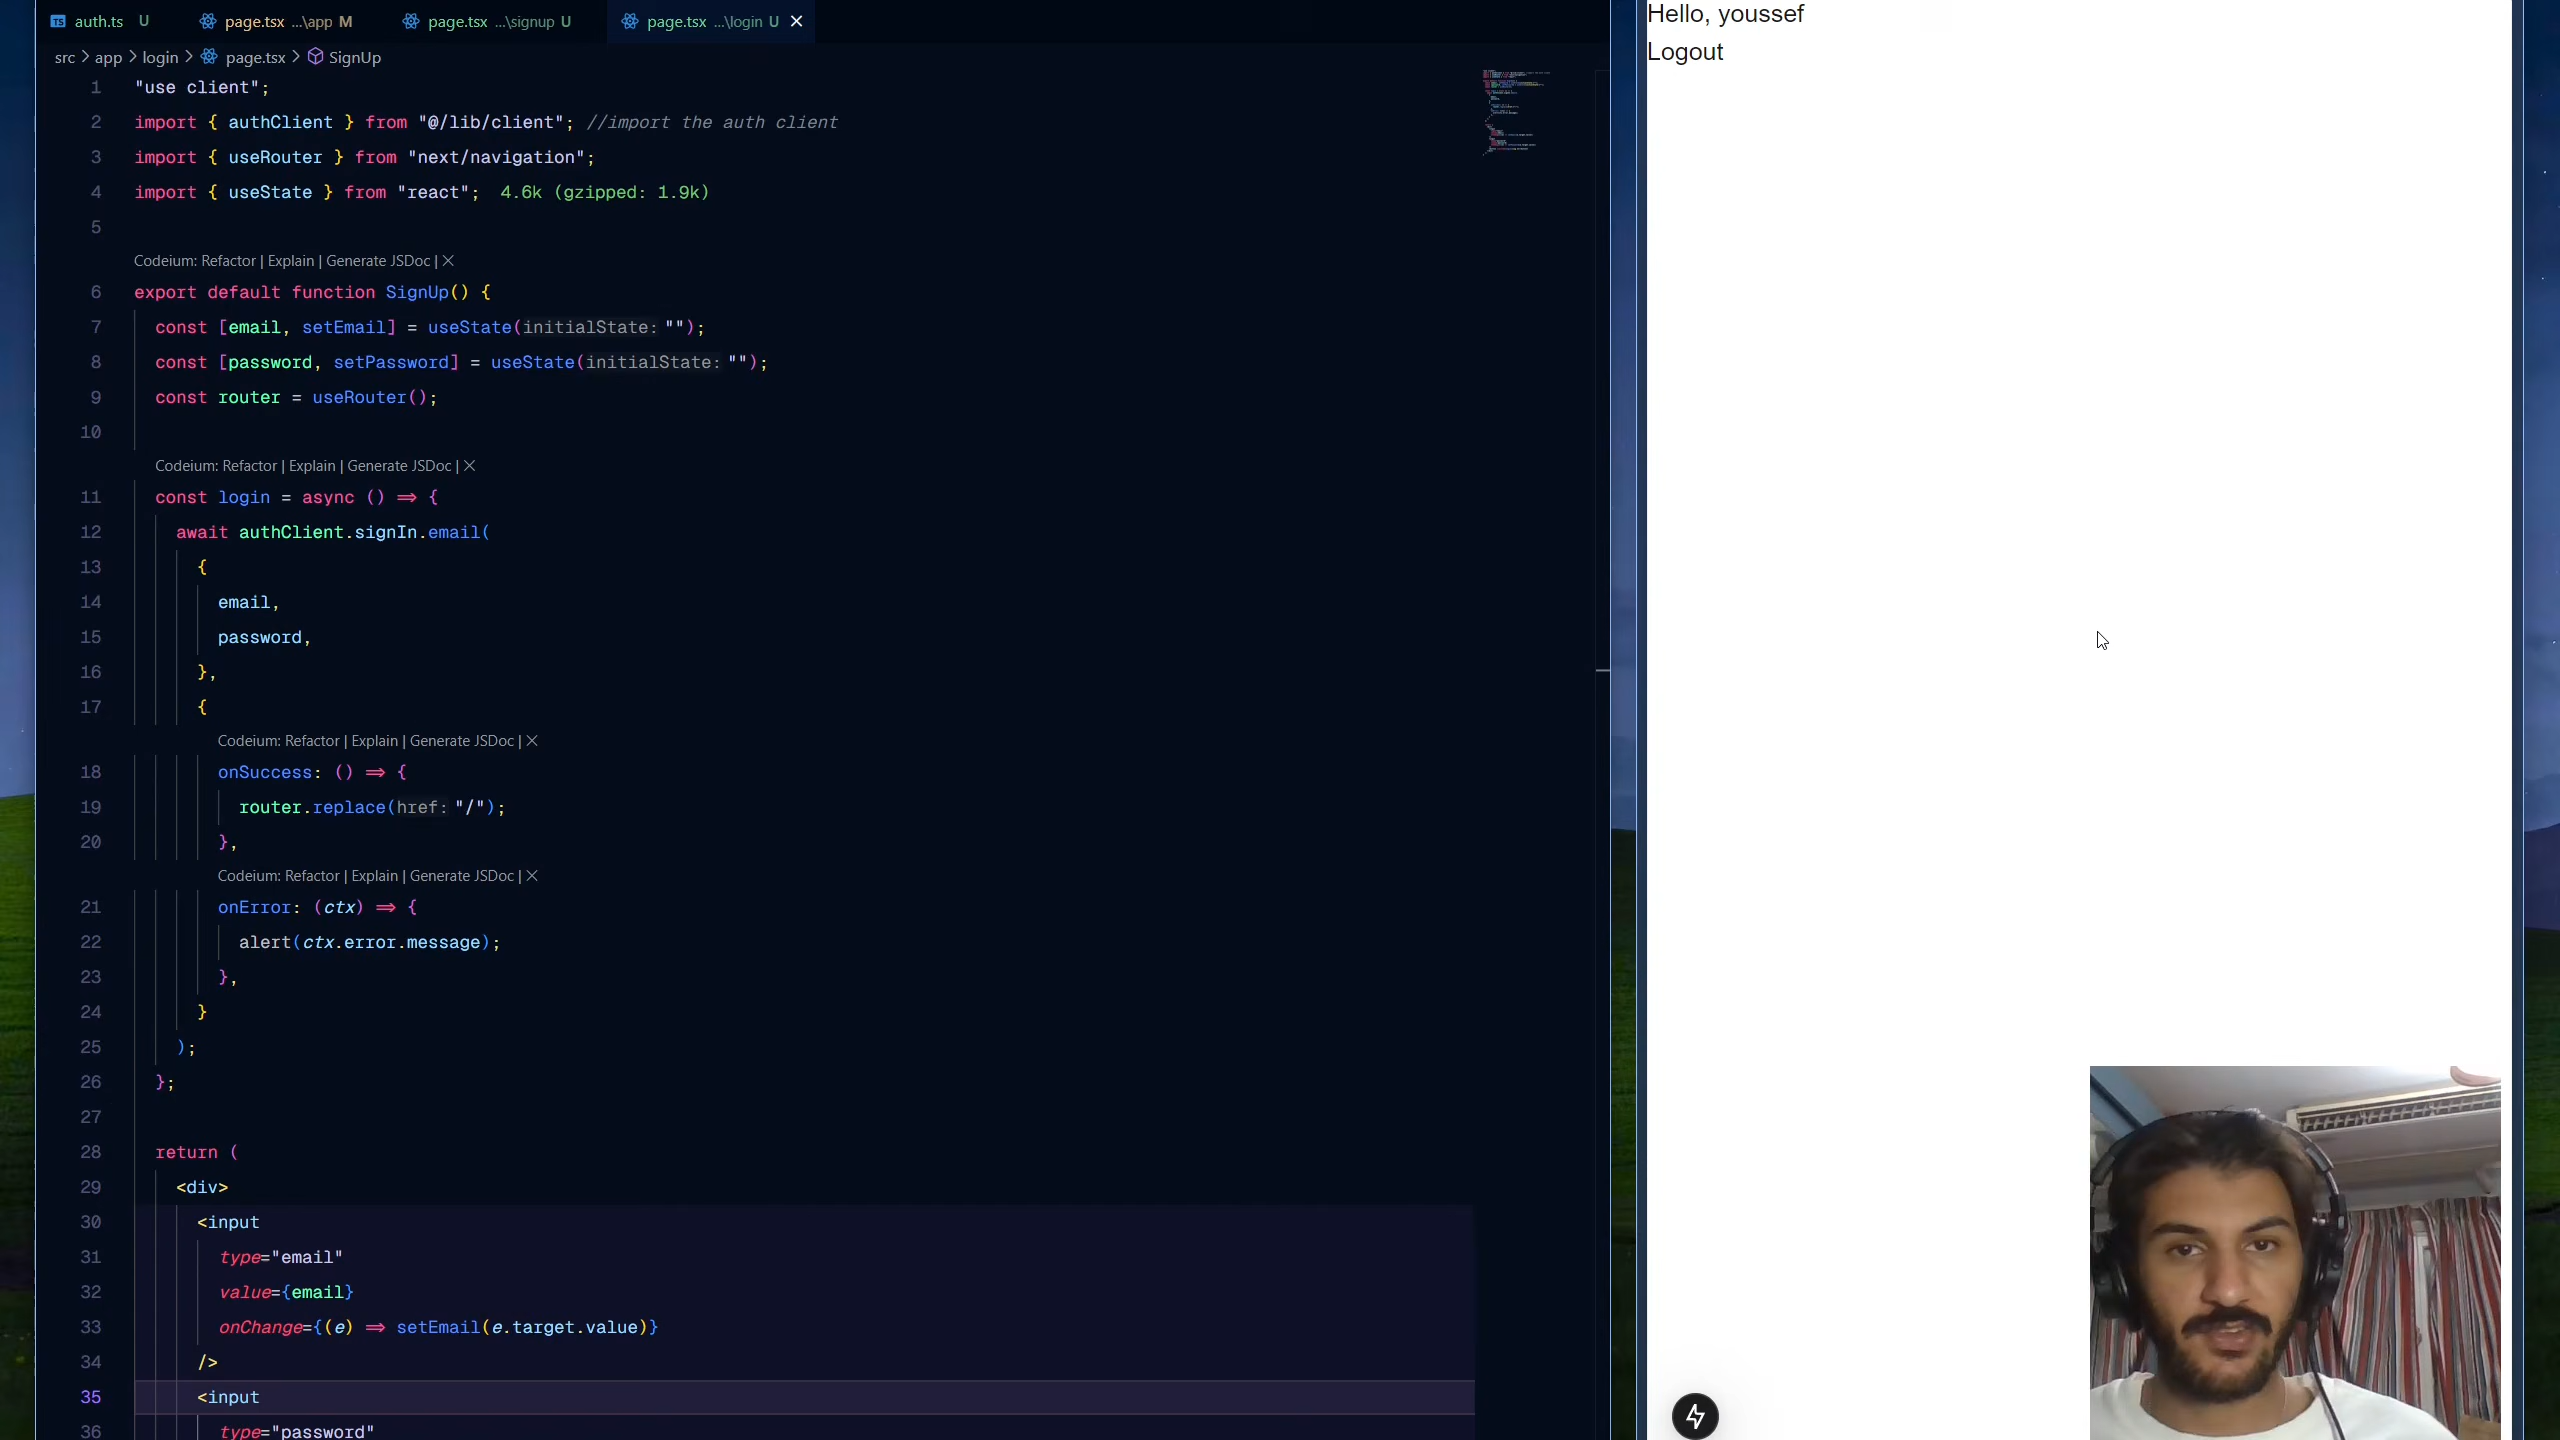 auth.ts U page.tsx ...\app M page.tsx ...\signup U page.tsx ...\login U
src > app > login > page.tsx > SignUp
1 "use client";
2 import { authClient } from "@/lib/client"; //import the auth client
3 import { useRouter } from "next/navigation";
4 import { useState } from "react"; 4.6k (gzipped: 1.9k)
5
Codeium: Refactor | Explain | Generate JSDoc | X
6 export default function SignUp() {
7 const [email, setEmail] = useState(initialState: "");
8 const [password, setPassword] = useState(initialState: "");
9 const router = useRouter();
10
Codeium: Refactor | Explain | Generate JSDoc | X
11 const login = async () => {
12 await authClient.signIn.email(
13 {
14 email,
15 password,
16 },
17 {
Codeium: Refactor | Explain | Generate JSDoc | X
18 onSuccess: () => {
19 router.replace(href: "/");
20 },
Codeium: Refactor | Explain | Generate JSDoc | X
21 onError: (ctx) => {
22 alert(ctx.error.message);
23 },
24 }
25 );
26 };
27
28 return (
29 <div>
30 <input
31 type="email"
32 value={email}
33 onChange={(e) => setEmail(e.target.value)}
34 />
35 <input
36 type="password"
Hello, youssef
Logout